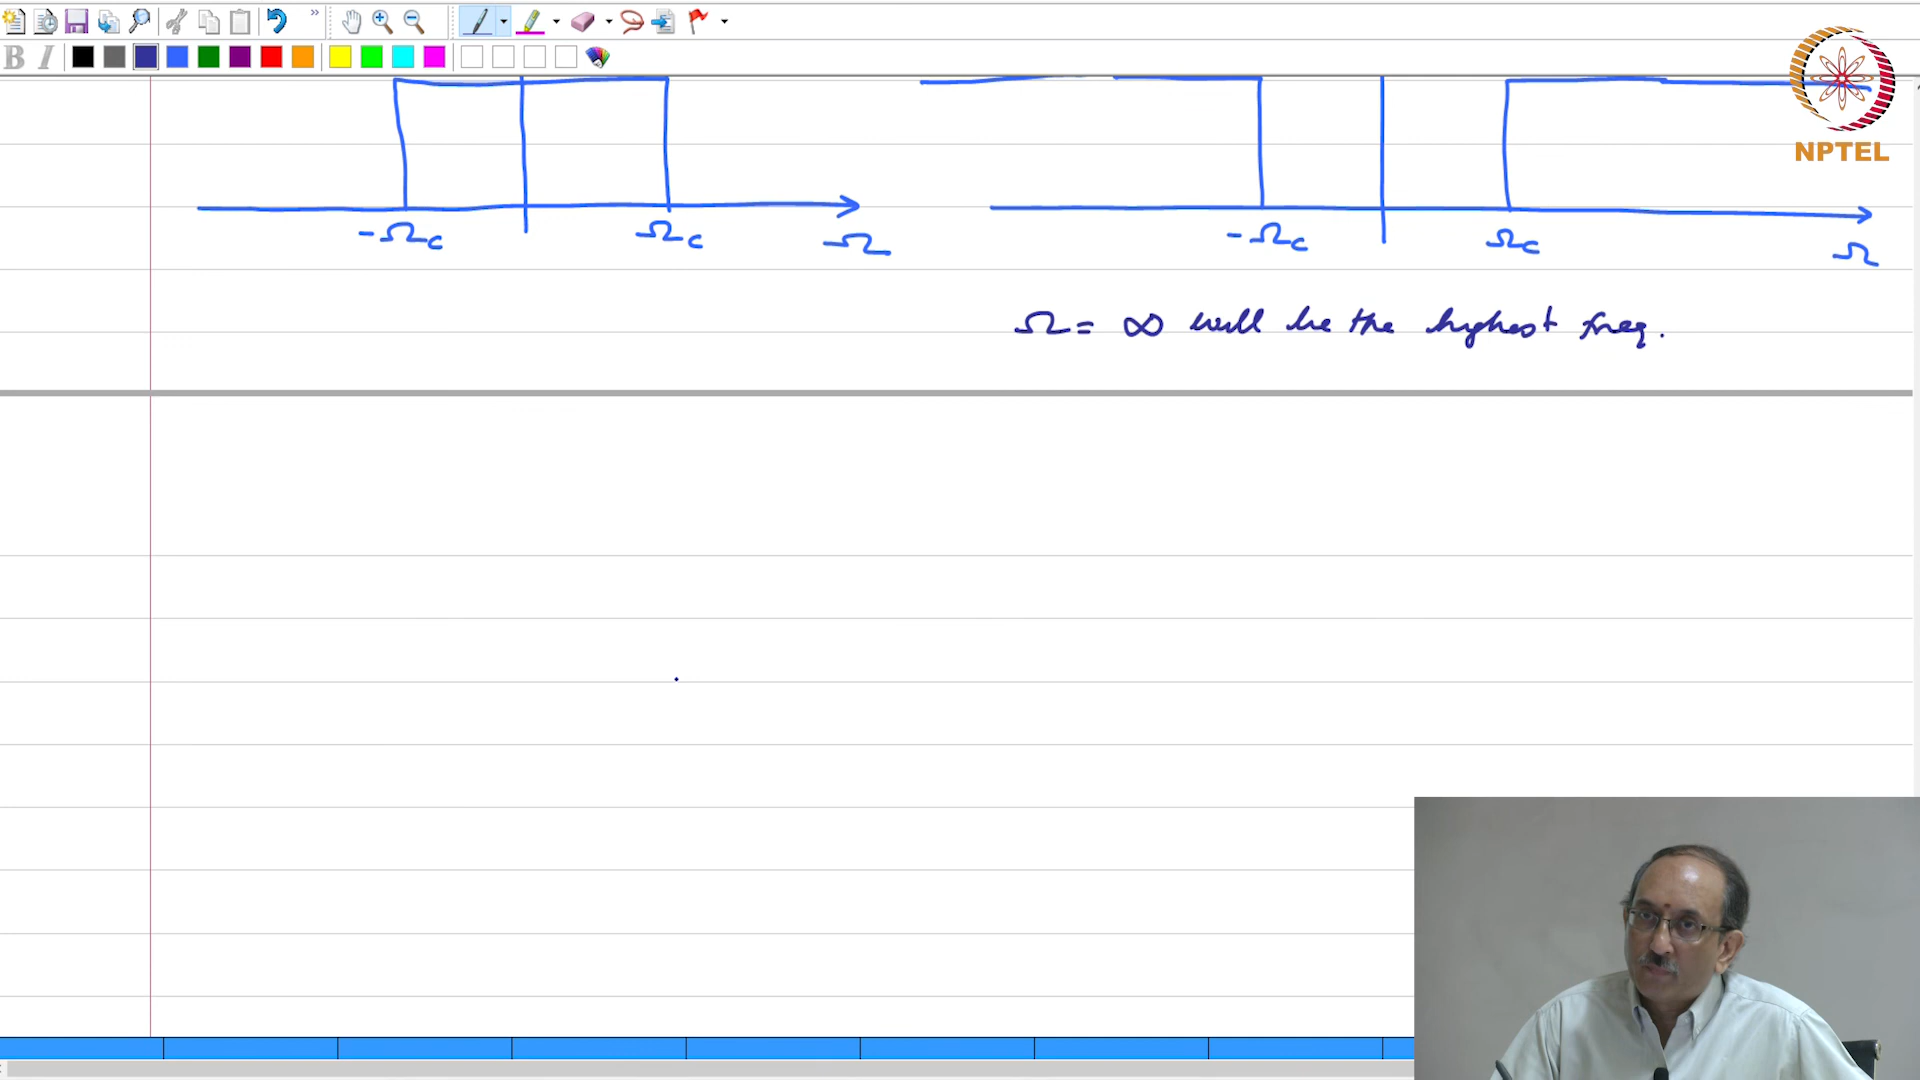 B I
NPTEL
-Ωc Ωc Ω
-Ωc Ωc Ω
Ω = ∞ will be the highest freq.